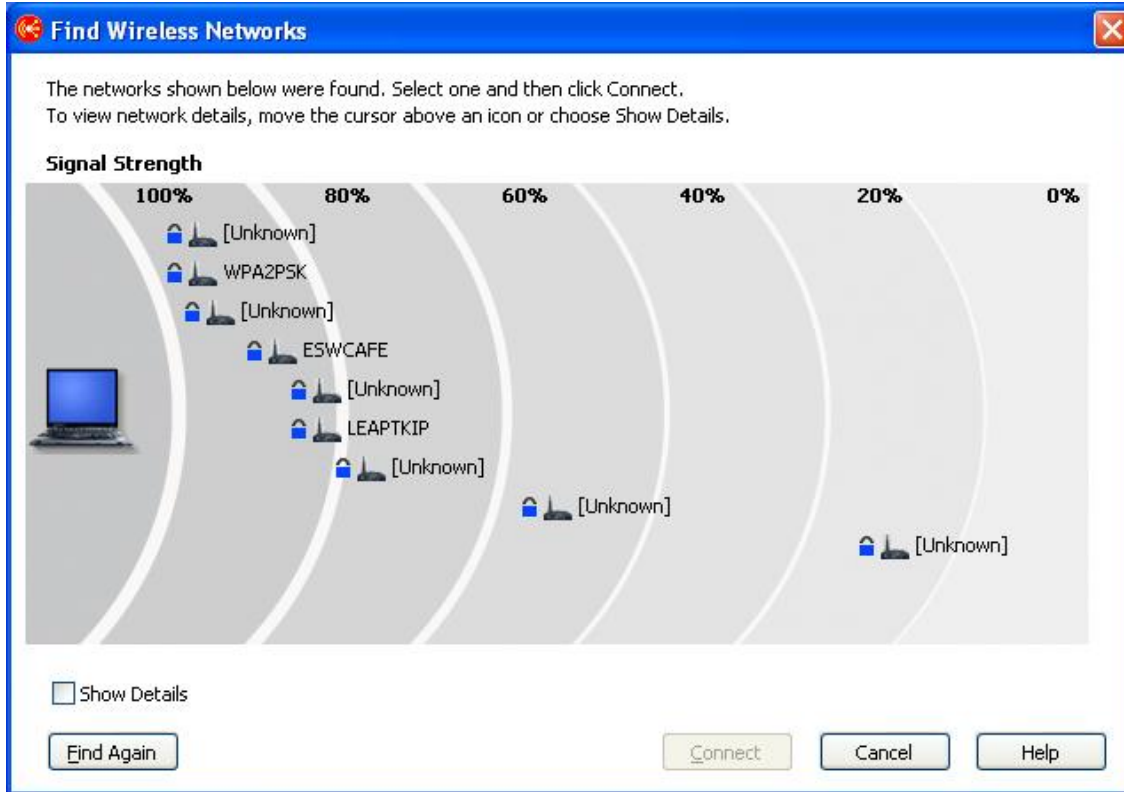 Find Wireless Networks
The networks shown below were found. Select one and then click Connect.
To view network details, move the cursor above an icon or choose Show Details.
Signal Strength
100% 80% 60% 40% 20% 0%
[Unknown]
WPA2PSK
[Unknown]
ESWCAFE
[Unknown]
LEAPTKIP
[Unknown]
[Unknown]
[Unknown]
Show Details
Find Again Connect Cancel Help